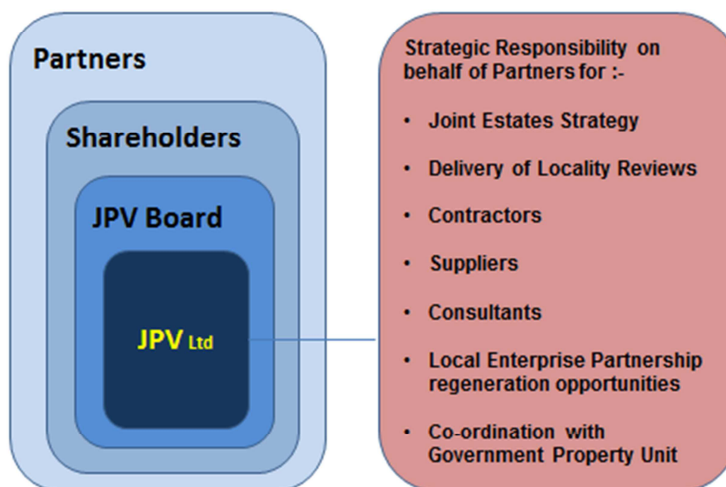 Partners
Shareholders
JPV Board
JPV Ltd
Strategic Responsibility on
behalf of Partners for :-
• Joint Estates Strategy
• Delivery of Locality Reviews
• Contractors
• Suppliers
• Consultants
• Local Enterprise Partnership
regeneration opportunities
• Co-ordination with
Government Property Unit